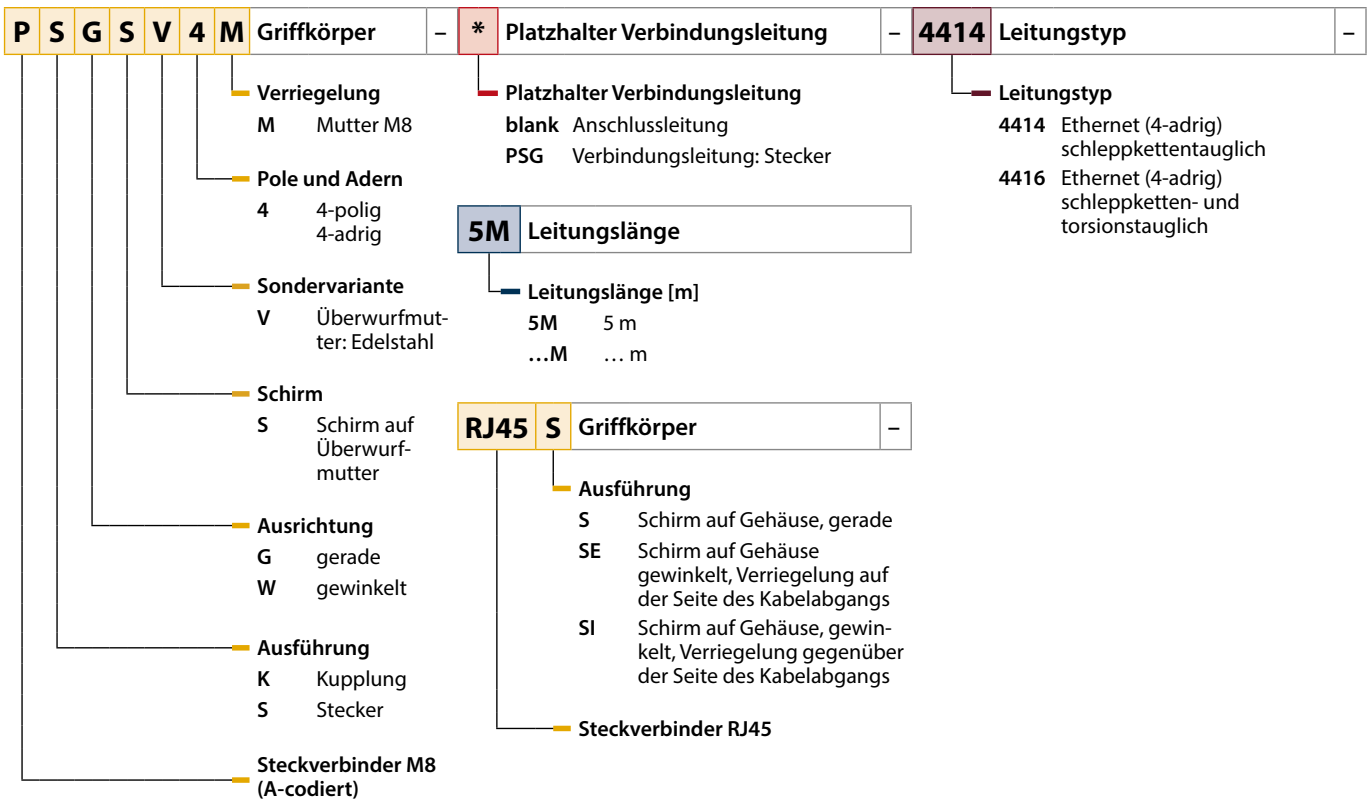 P S G S V 4 M Griffkörper – * Platzhalter Verbindungsleitung – 4414 Leitungstyp –
Verriegelung
M Mutter M8
Pole und Adern
4 4-polig
4-adrig
Sondervariante
V Überwurfmut-
ter: Edelstahl
Schirm
S Schirm auf
Überwurf-
mutter
Ausrichtung
G gerade
W gewinkelt
Ausführung
K Kupplung
S Stecker
Steckverbinder M8
(A-codiert)
Platzhalter Verbindungsleitung
blank Anschlussleitung
PSG Verbindungsleitung: Stecker
5M Leitungslänge
Leitungslänge [m]
5M 5 m
…M … m
RJ45 S Griffkörper –
Ausführung
S Schirm auf Gehäuse, gerade
SE Schirm auf Gehäuse
gewinkelt, Verriegelung auf
der Seite des Kabelabgangs
SI Schirm auf Gehäuse, gewin-
kelt, Verriegelung gegenüber
der Seite des Kabelabgangs
Steckverbinder RJ45
Leitungstyp
4414 Ethernet (4-adrig)
schleppkettentauglich
4416 Ethernet (4-adrig)
schleppketten- und
torsionstauglich